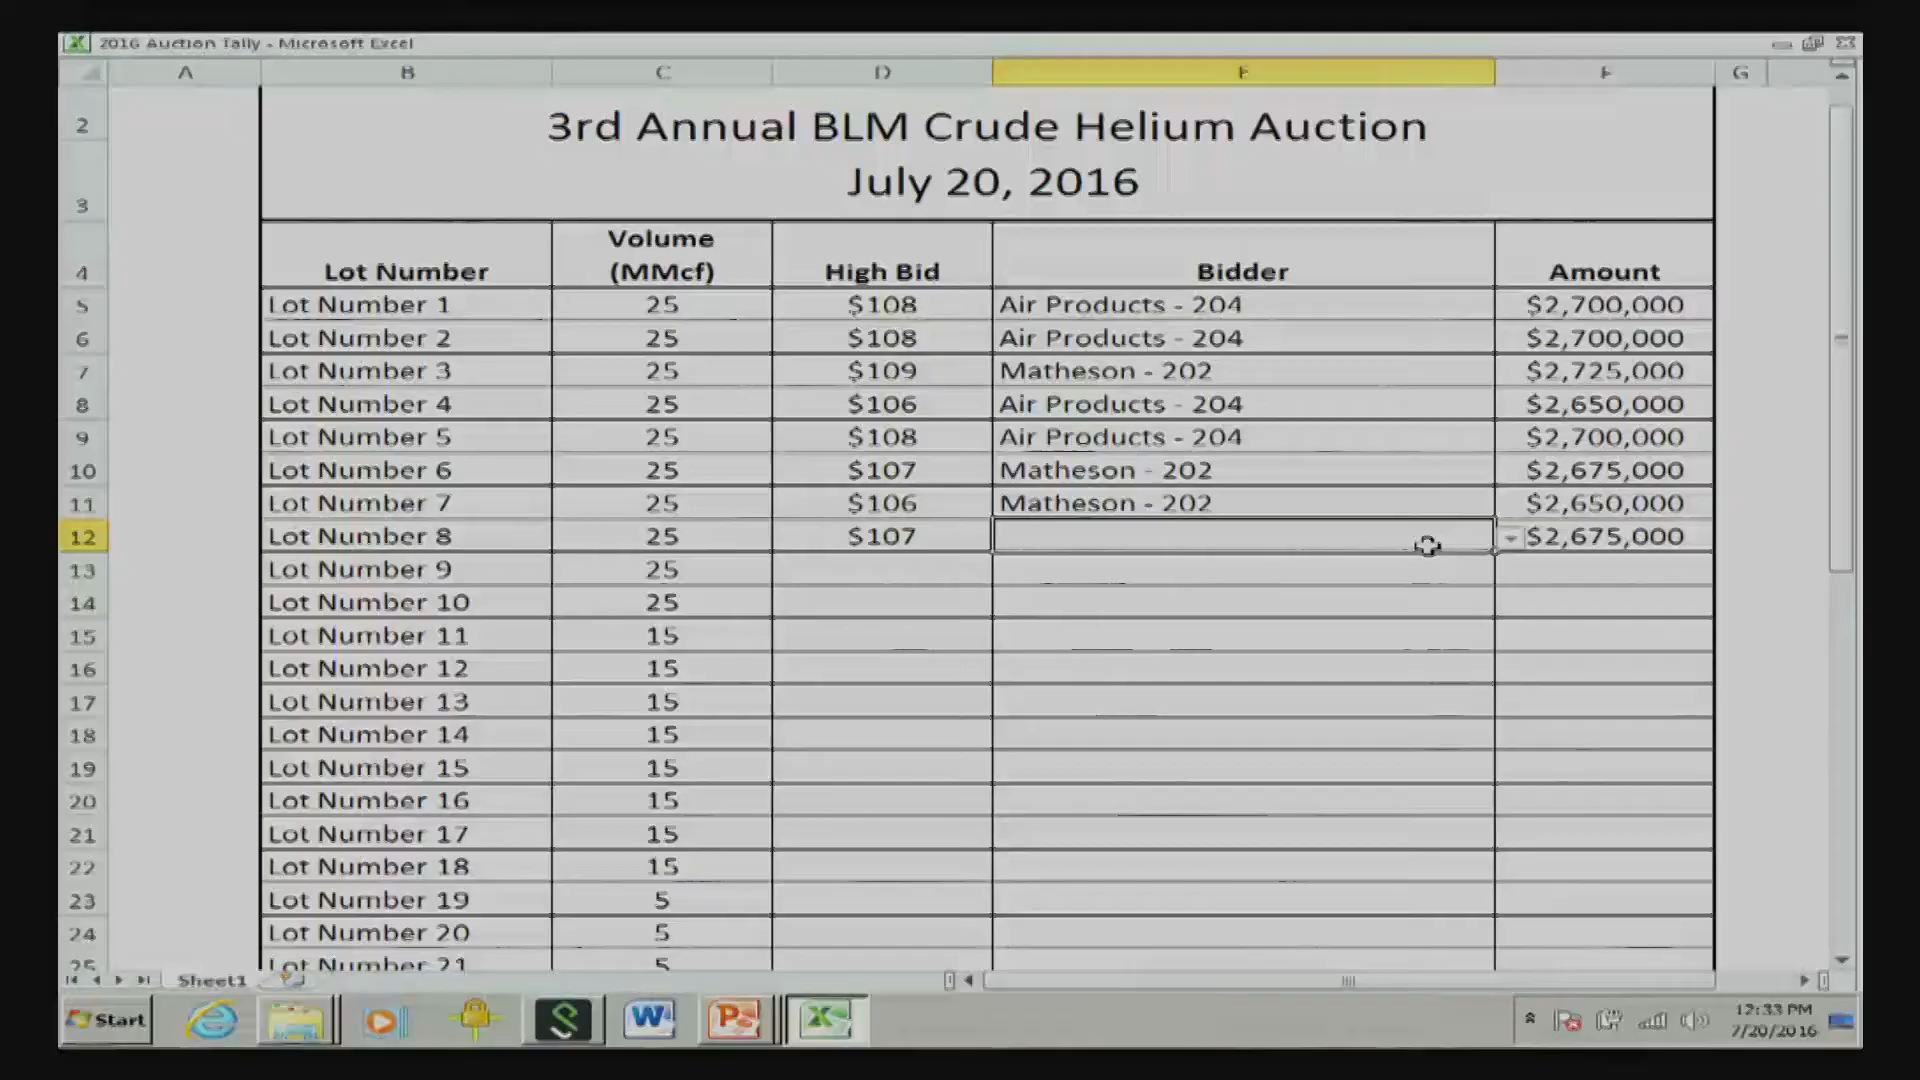 2016 Auction Tally - Microsoft Excel
A B C D E F G
2 3rd Annual BLM Crude Helium Auction
3 July 20, 2016
4 Lot Number Volume (MMcf) High Bid Bidder Amount
5 Lot Number 1 25 $108 Air Products - 204 $2,700,000
6 Lot Number 2 25 $108 Air Products - 204 $2,700,000
7 Lot Number 3 25 $109 Matheson - 202 $2,725,000
8 Lot Number 4 25 $106 Air Products - 204 $2,650,000
9 Lot Number 5 25 $108 Air Products - 204 $2,700,000
10 Lot Number 6 25 $107 Matheson - 202 $2,675,000
11 Lot Number 7 25 $106 Matheson - 202 $2,650,000
12 Lot Number 8 25 $107 $2,675,000
13 Lot Number 9 25
14 Lot Number 10 25
15 Lot Number 11 15
16 Lot Number 12 15
17 Lot Number 13 15
18 Lot Number 14 15
19 Lot Number 15 15
20 Lot Number 16 15
21 Lot Number 17 15
22 Lot Number 18 15
23 Lot Number 19 5
24 Lot Number 20 5
25 Lot Number 21 5
Sheet1
Start
12:33 PM
7/20/2016